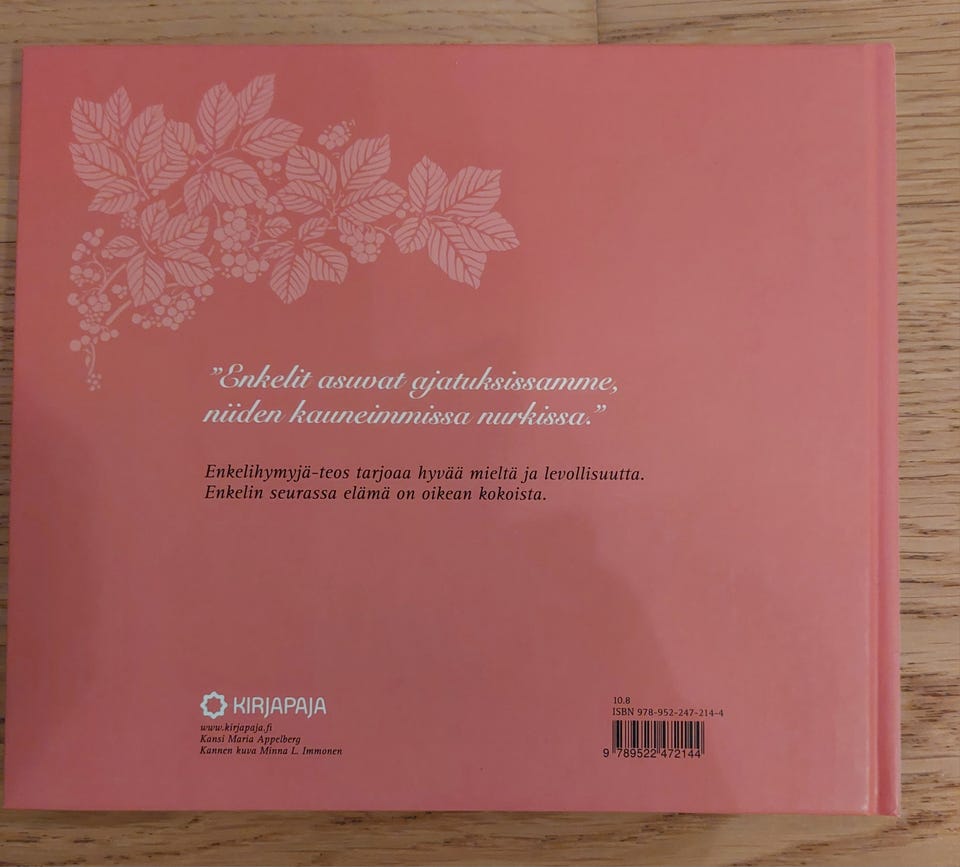 ”Enkelit asuvat ajatuksissamme,
niiden kauneimmissa nurkissa.”
Enkelihymyjä-teos tarjoaa hyvää mieltä ja levollisuutta.
Enkelin seurassa elämä on oikean kokoista.
KIRJAPAJA
www.kirjapaja.fi
Kansi Maria Appelberg
Kannen kuva Minna L. Immonen
10.8
ISBN 978-952-247-214-4
9 789522 472144